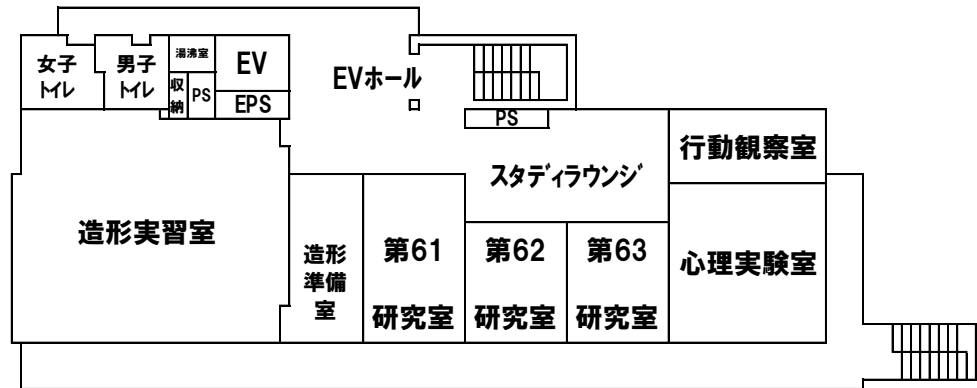 女子
トイレ
男子
トイレ
湯沸室
収
納
PS
EV
EPS
EVホール
PS
スタディラウンジ
行動観察室
造形実習室
造形
準備
室
第61
研究室
第62
研究室
第63
研究室
心理実験室